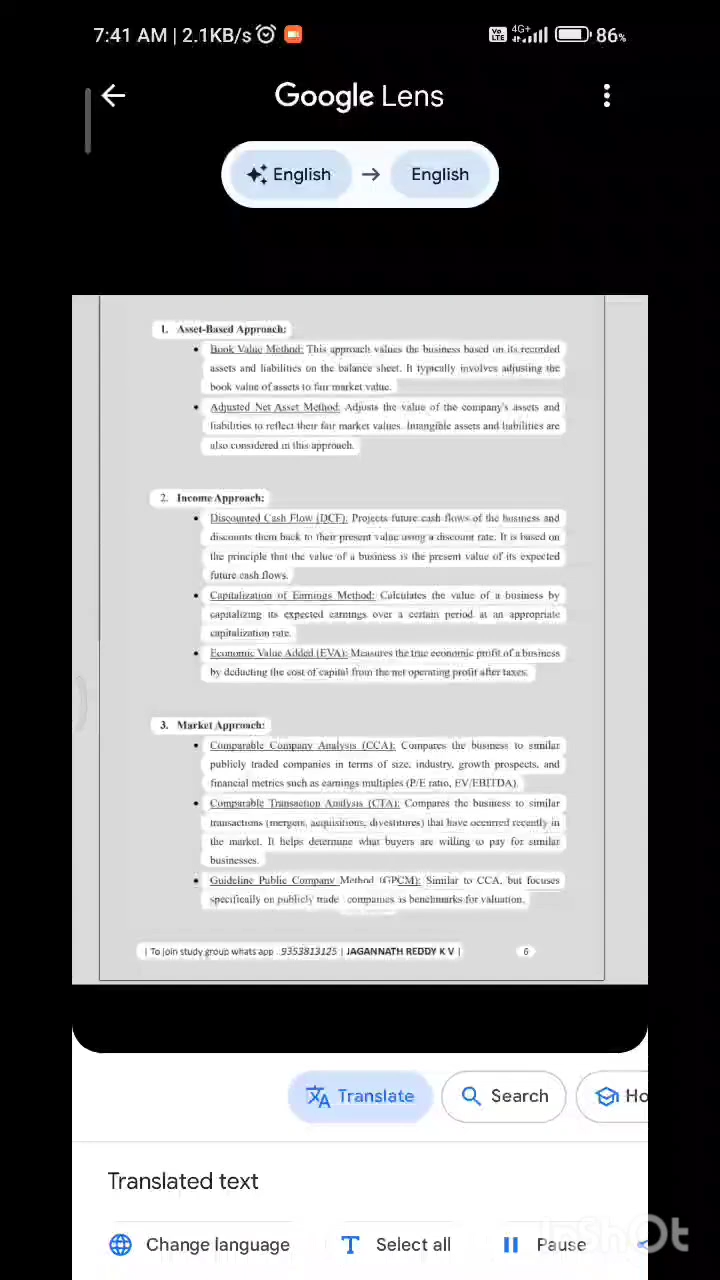 7:41 AM | 2.1KB/s
Vo LTE 4G+ 86%
Google Lens
English → English
1. Asset-Based Approach:
• Book Value Method: This approach values the business based on its recorded
assets and liabilities on the balance sheet. It typically involves adjusting the
book value of assets to fair market value.
• Adjusted Net Asset Method: Adjusts the value of the company's assets and
liabilities to reflect their fair market values. Intangible assets and liabilities are
also considered in this approach.
2. Income Approach:
• Discounted Cash Flow (DCF): Projects future cash flows of the business and
discounts them back to their present value using a discount rate. It is based on
the principle that the value of a business is the present value of its expected
future cash flows.
• Capitalization of Earnings Method: Calculates the value of a business by
capitalizing its expected earnings over a certain period at an appropriate
capitalization rate.
• Economic Value Added (EVA): Measures the true economic profit of a business
by deducting the cost of capital from the net operating profit after taxes.
3. Market Approach:
• Comparable Company Analysis (CCA): Compares the business to similar
publicly traded companies in terms of size, industry, growth prospects, and
financial metrics such as earnings multiples (P/E ratio, EV/EBITDA).
• Comparable Transaction Analysis (CTA): Compares the business to similar
transactions (mergers, acquisitions, divestitures) that have occurred recently in
the market. It helps determine what buyers are willing to pay for similar
businesses.
• Guideline Public Company Method (GPCM): Similar to CCA, but focuses
specifically on publicly trade companies as benchmarks for valuation.
| To join study group whats app : 9353813125 | JAGANNATH REDDY K V | 6
Translate Search Ho
Translated text
Change language Select all Pause
InShOt